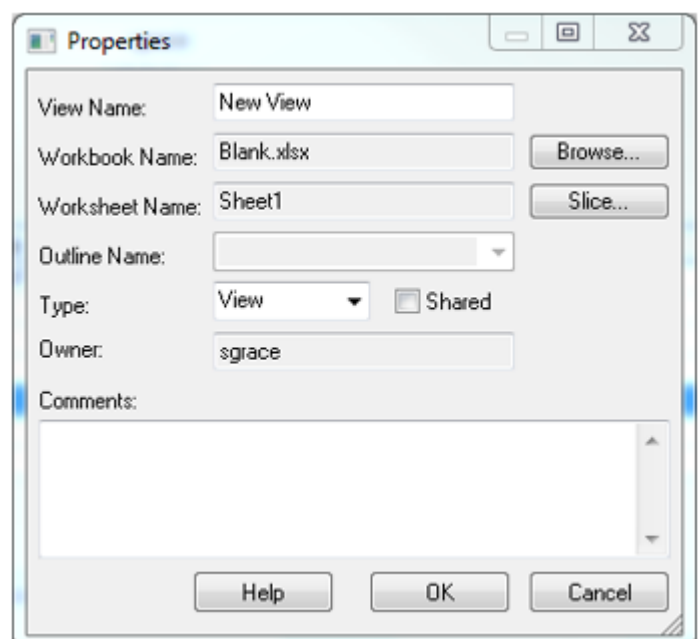 Properties
View Name: New View
Workbook Name: Blank.xlsx Browse...
Worksheet Name: Sheet1 Slice...
Outline Name:
Type: View Shared
Owner: sgrace
Comments:
Help OK Cancel